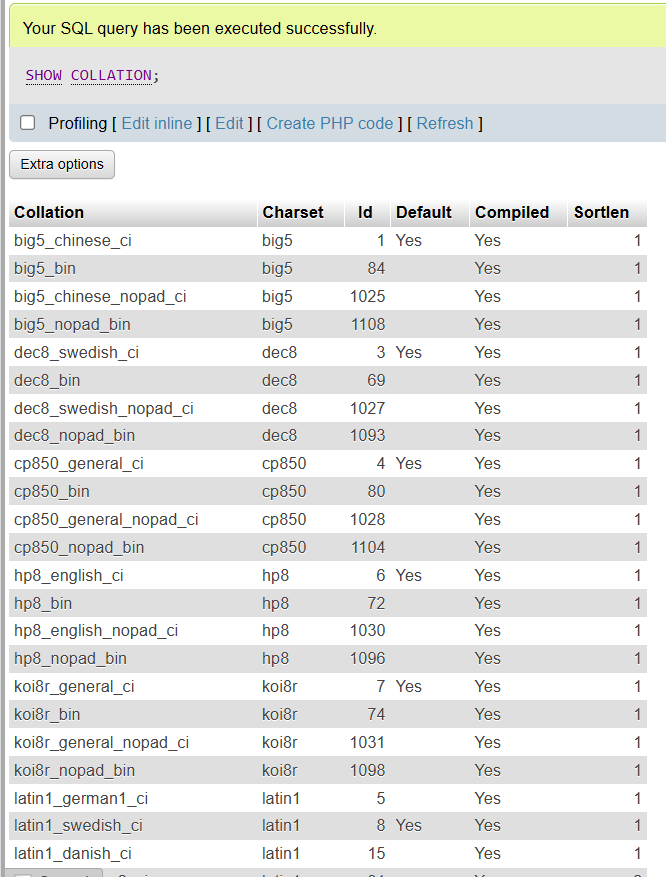 Your SQL query has been executed successfully.
SHOW COLLATION;
Profiling [ Edit inline ] [ Edit ] [ Create PHP code ] [ Refresh ]
Extra options
Collation Charset Id Default Compiled Sortlen
big5_chinese_ci big5 1 Yes Yes 1
big5_bin big5 84 Yes 1
big5_chinese_nopad_ci big5 1025 Yes 1
big5_nopad_bin big5 1108 Yes 1
dec8_swedish_ci dec8 3 Yes Yes 1
dec8_bin dec8 69 Yes 1
dec8_swedish_nopad_ci dec8 1027 Yes 1
dec8_nopad_bin dec8 1093 Yes 1
cp850_general_ci cp850 4 Yes Yes 1
cp850_bin cp850 80 Yes 1
cp850_general_nopad_ci cp850 1028 Yes 1
cp850_nopad_bin cp850 1104 Yes 1
hp8_english_ci hp8 6 Yes Yes 1
hp8_bin hp8 72 Yes 1
hp8_english_nopad_ci hp8 1030 Yes 1
hp8_nopad_bin hp8 1096 Yes 1
koi8r_general_ci koi8r 7 Yes Yes 1
koi8r_bin koi8r 74 Yes 1
koi8r_general_nopad_ci koi8r 1031 Yes 1
koi8r_nopad_bin koi8r 1098 Yes 1
latin1_german1_ci latin1 5 Yes 1
latin1_swedish_ci latin1 8 Yes Yes 1
latin1_danish_ci latin1 15 Yes 1